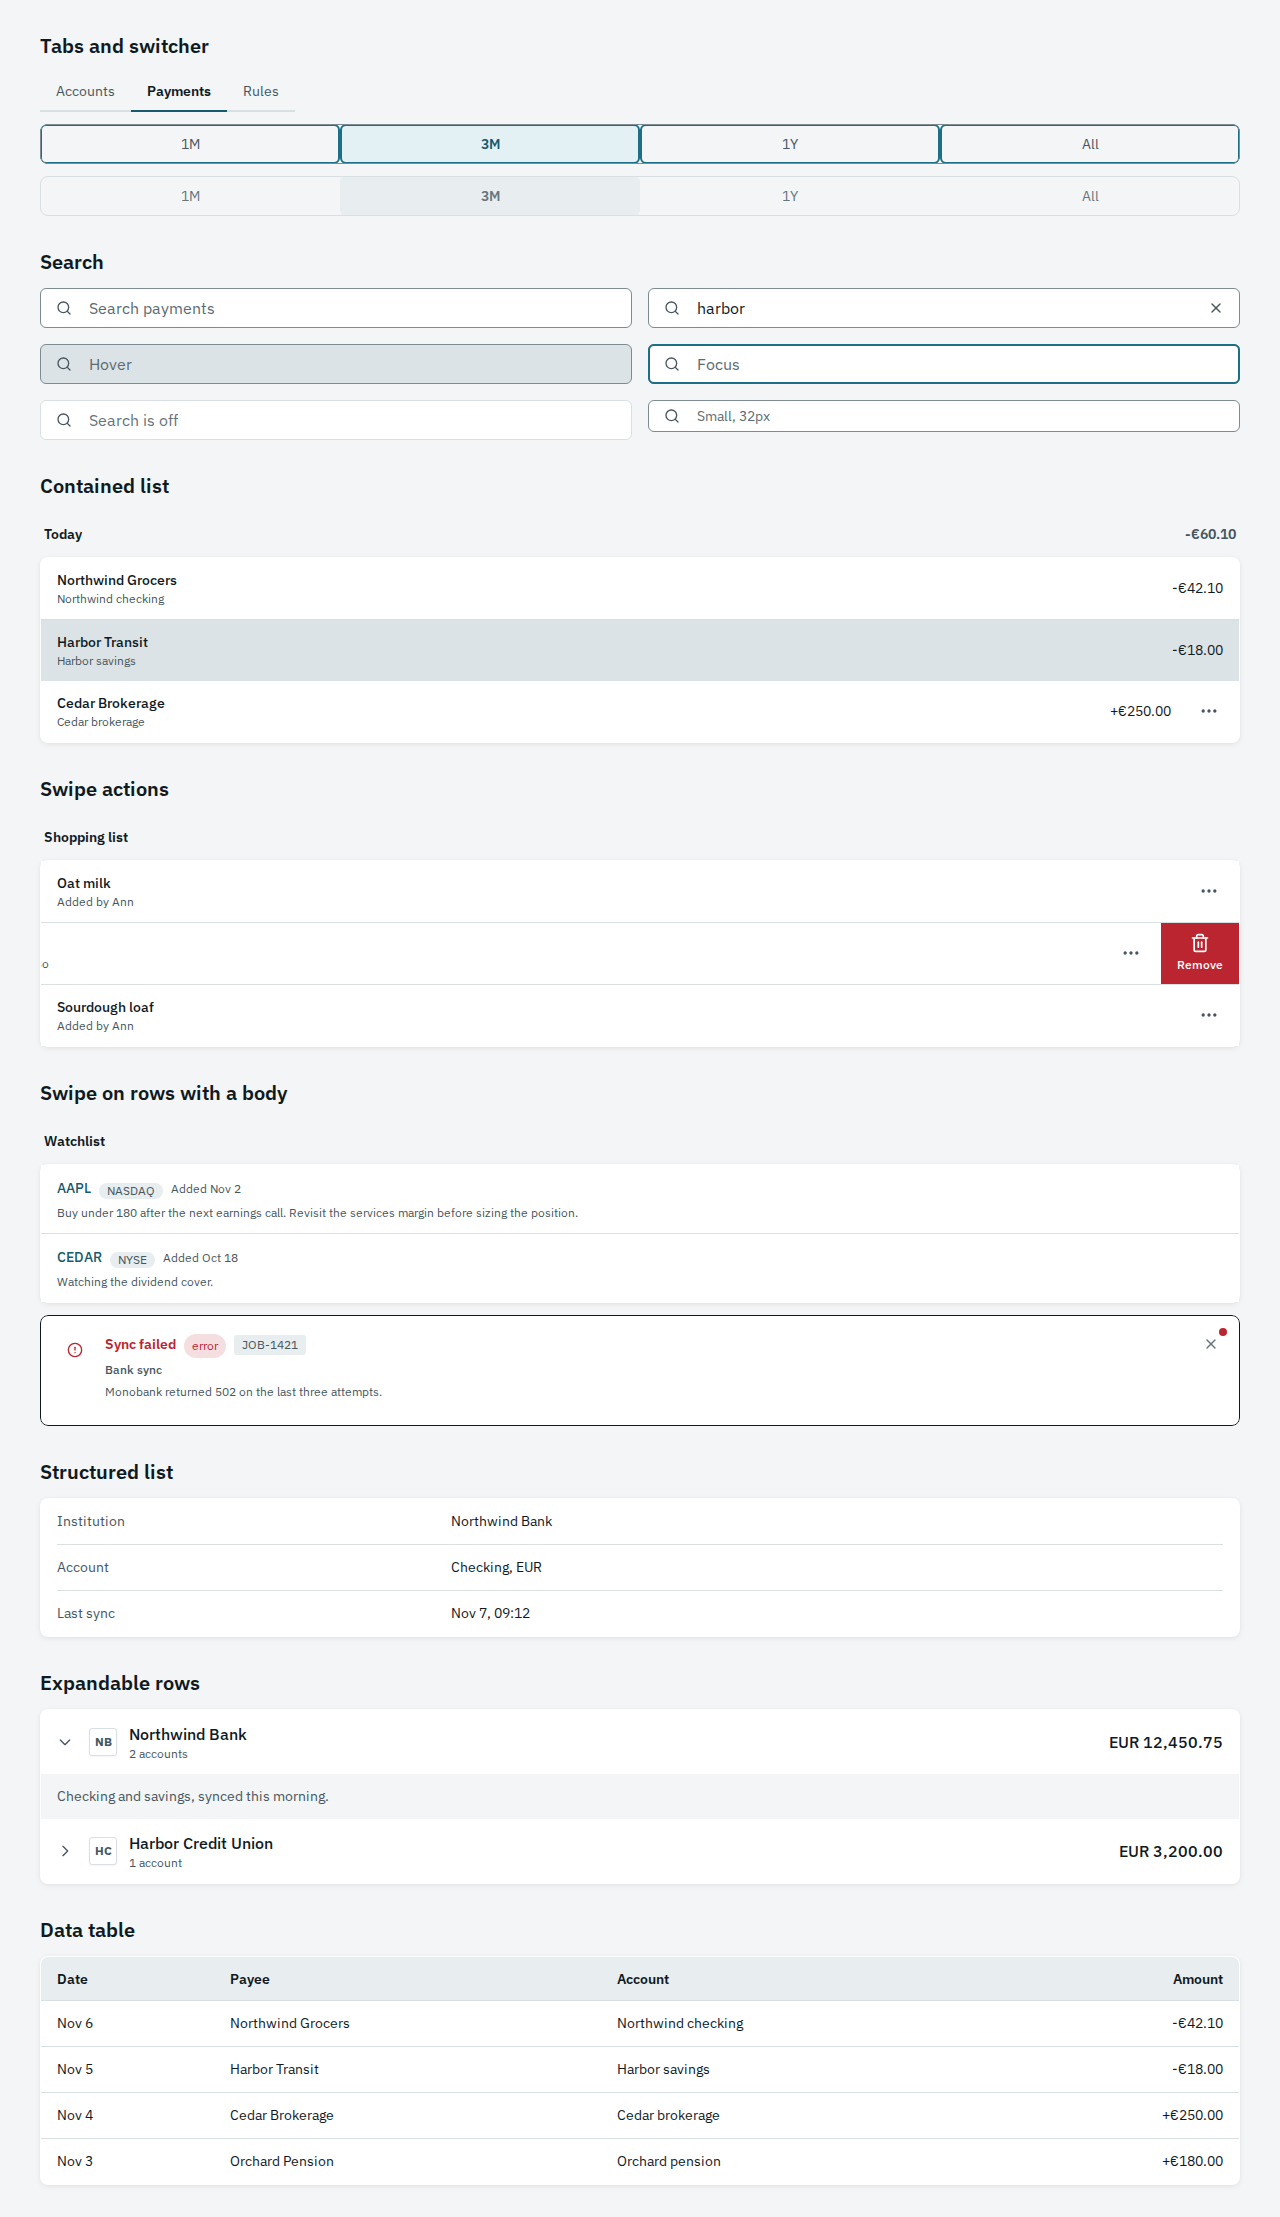 Tabs and switcher
Accounts Payments Rules
1M 3M 1Y All
1M 3M 1Y All
Search
Search payments harbor
Hover Focus
Search is off Small, 32px
Contained list
Today -€60.10
Northwind Grocers
Northwind checking -€42.10
Harbor Transit
Harbor savings -€18.00
Cedar Brokerage
Cedar brokerage +€250.00
Swipe actions
Shopping list
Oat milk
Added by Ann
o Remove
Sourdough loaf
Added by Ann
Swipe on rows with a body
Watchlist
AAPL NASDAQ Added Nov 2
Buy under 180 after the next earnings call. Revisit the services margin before sizing the position.
CEDAR NYSE Added Oct 18
Watching the dividend cover.
Sync failed error JOB-1421
Bank sync
Monobank returned 502 on the last three attempts.
Structured list
Institution Northwind Bank
Account Checking, EUR
Last sync Nov 7, 09:12
Expandable rows
NB Northwind Bank
2 accounts EUR 12,450.75
Checking and savings, synced this morning.
HC Harbor Credit Union
1 account EUR 3,200.00
Data table
Date Payee Account Amount
Nov 6 Northwind Grocers Northwind checking -€42.10
Nov 5 Harbor Transit Harbor savings -€18.00
Nov 4 Cedar Brokerage Cedar brokerage +€250.00
Nov 3 Orchard Pension Orchard pension +€180.00